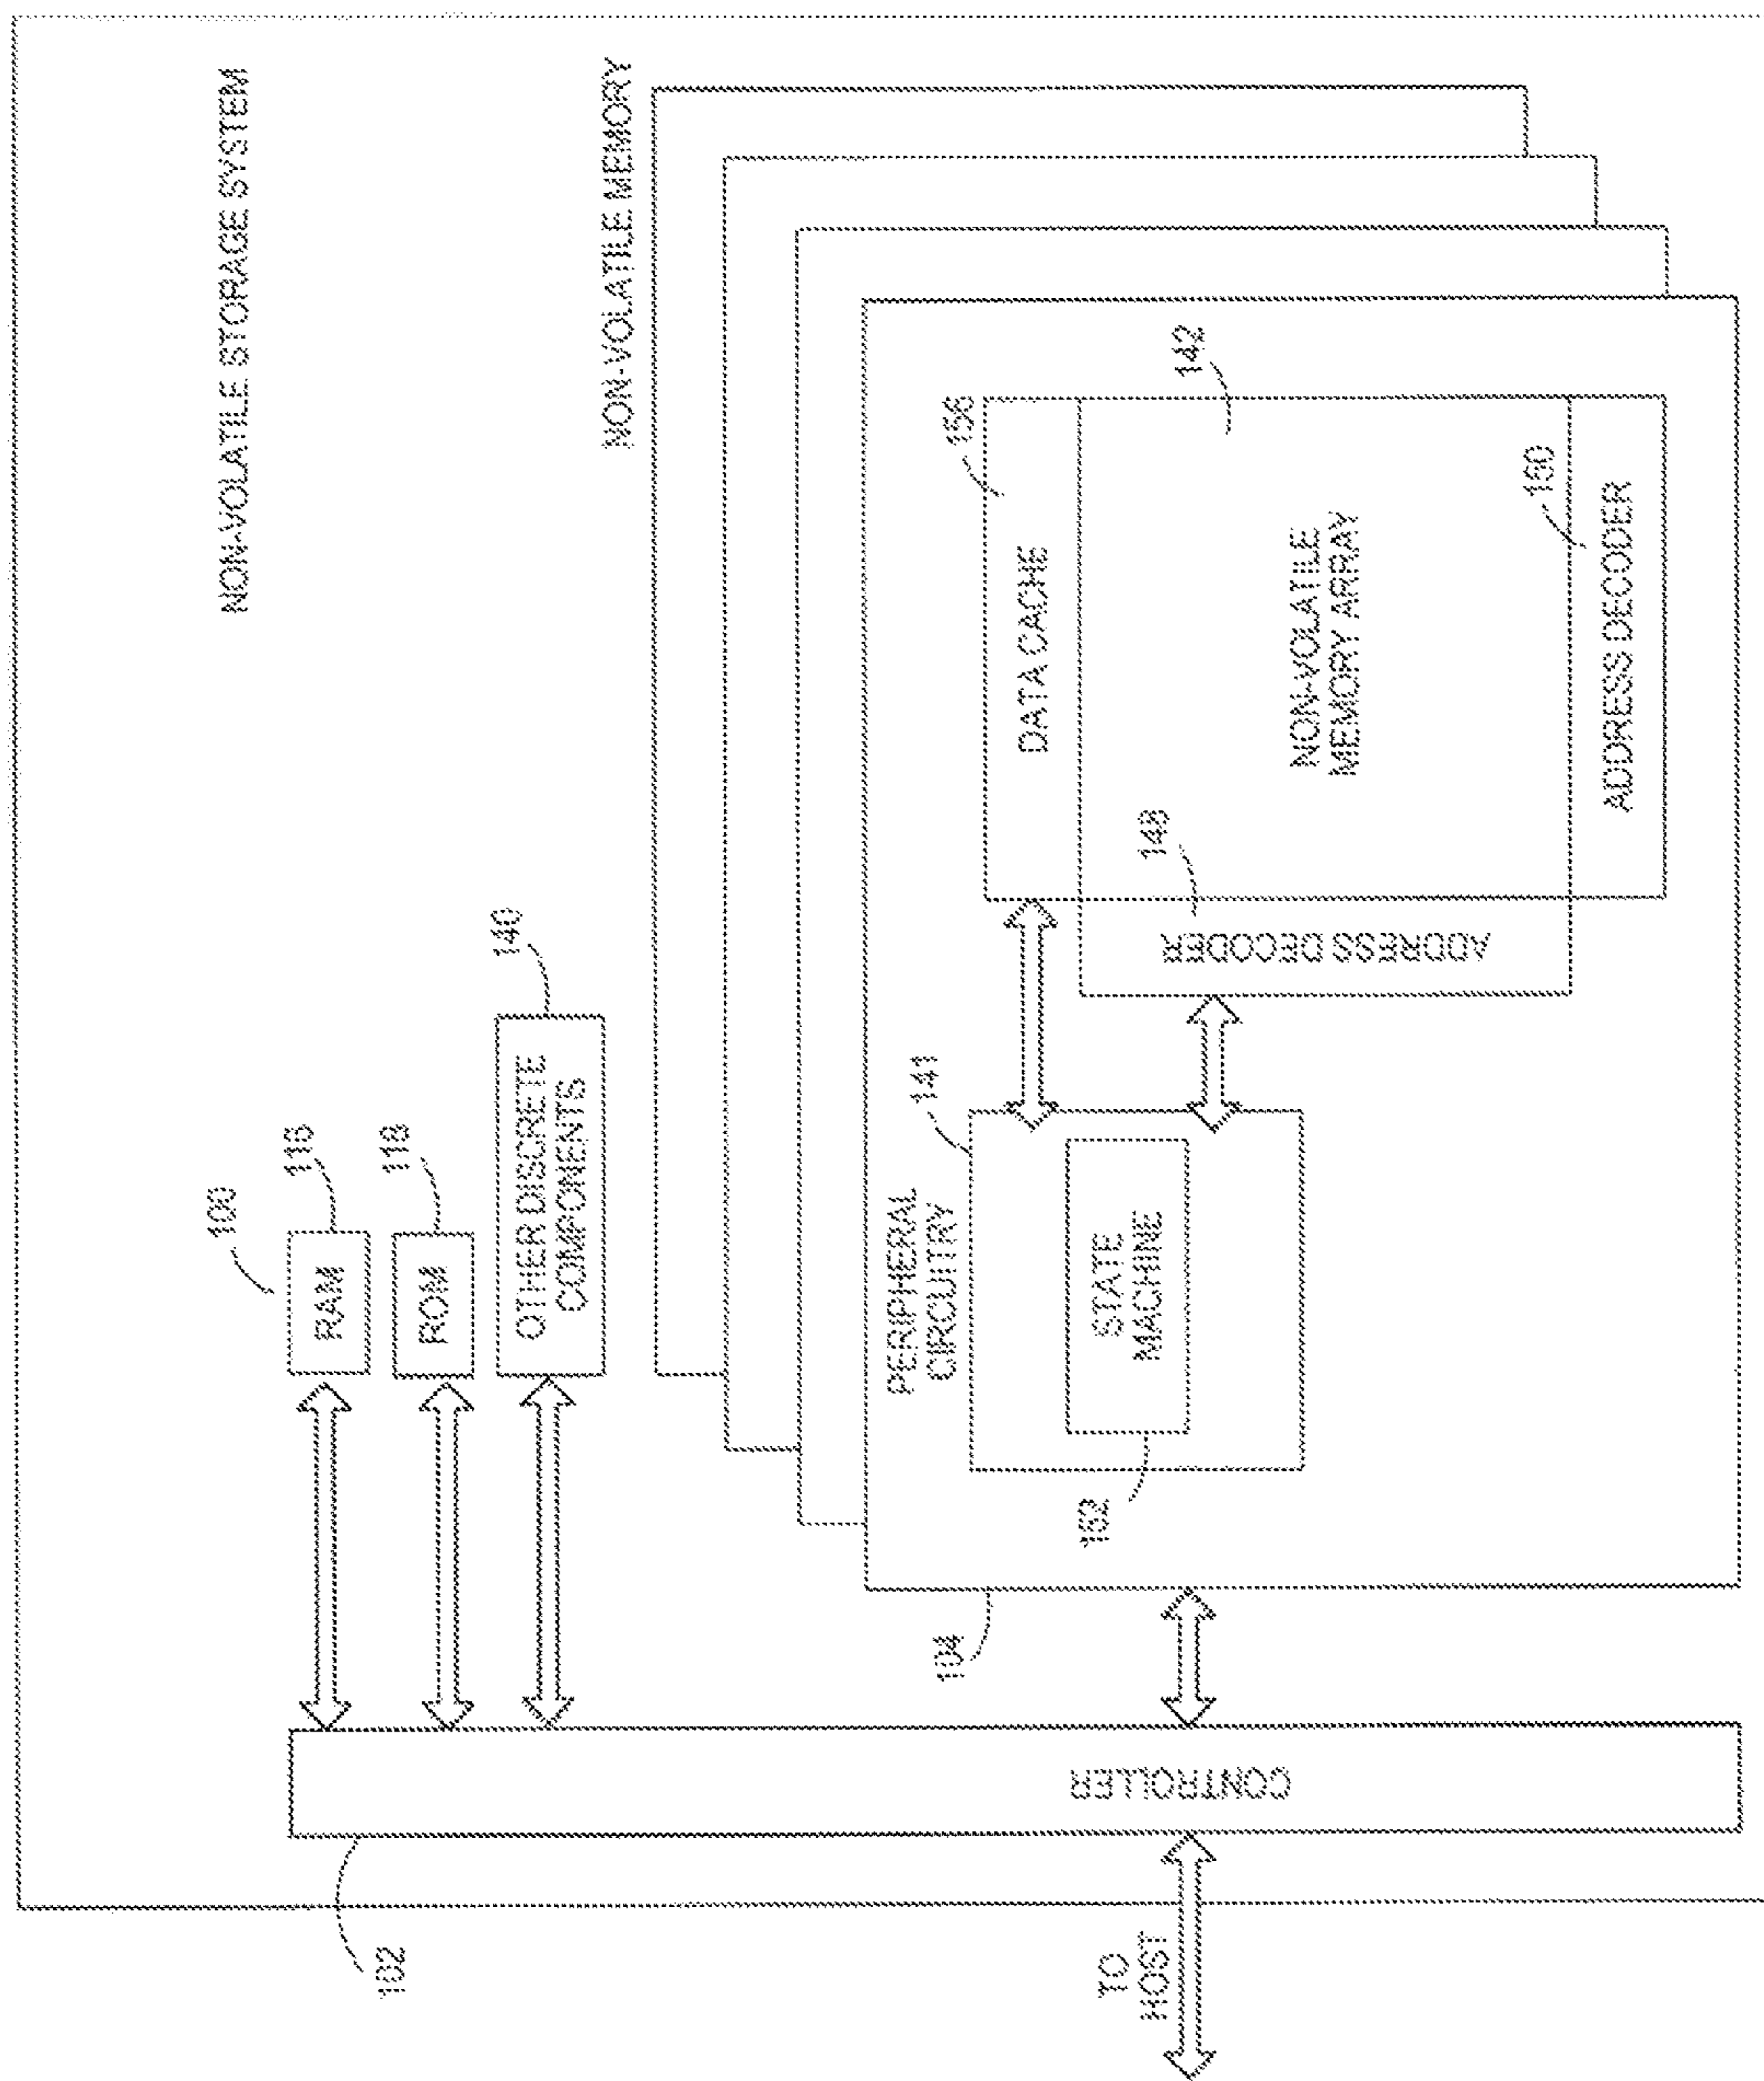 100
NON-VOLATILE STORAGE SYSTEM
116
RAM
102
118
ROM
140
OTHER DISCRETE
COMPONENTS
NON-VOLATILE MEMORY
PERIPHERAL
CIRCUITRY
141
104
156
DATA CACHE
STATE
MACHINE
152
TO
HOST
CONTROLLER
148
ADDRESS DECODER
142
NON-VOLATILE
MEMORY ARRAY
150
ADDRESS DECODER